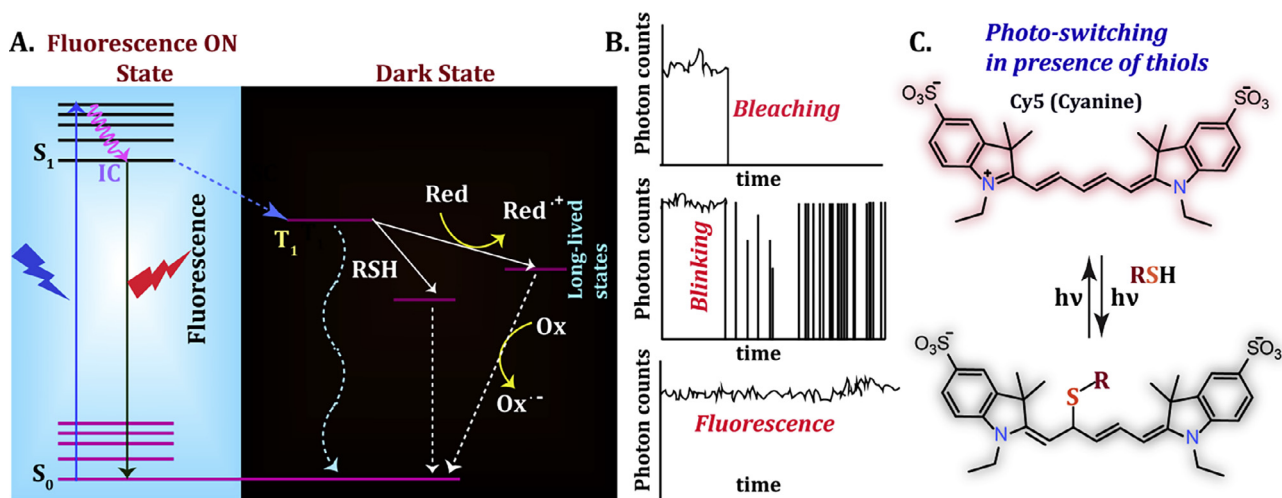 A. Fluorescence ON
State
Dark State
S1
IC
Fluorescence
S0
T1
RSH
Red
Red·+
Long-lived
states
Ox
Ox·-
B.
Photon counts
Bleaching
time
Photon counts
Blinking
time
Photon counts
Fluorescence
time
C.
Photo-switching
in presence of thiols
Cy5 (Cyanine)
-O3S
SO3-
N+
N
hν
hν
RSH
-O3S
SO3-
S
R
N
N